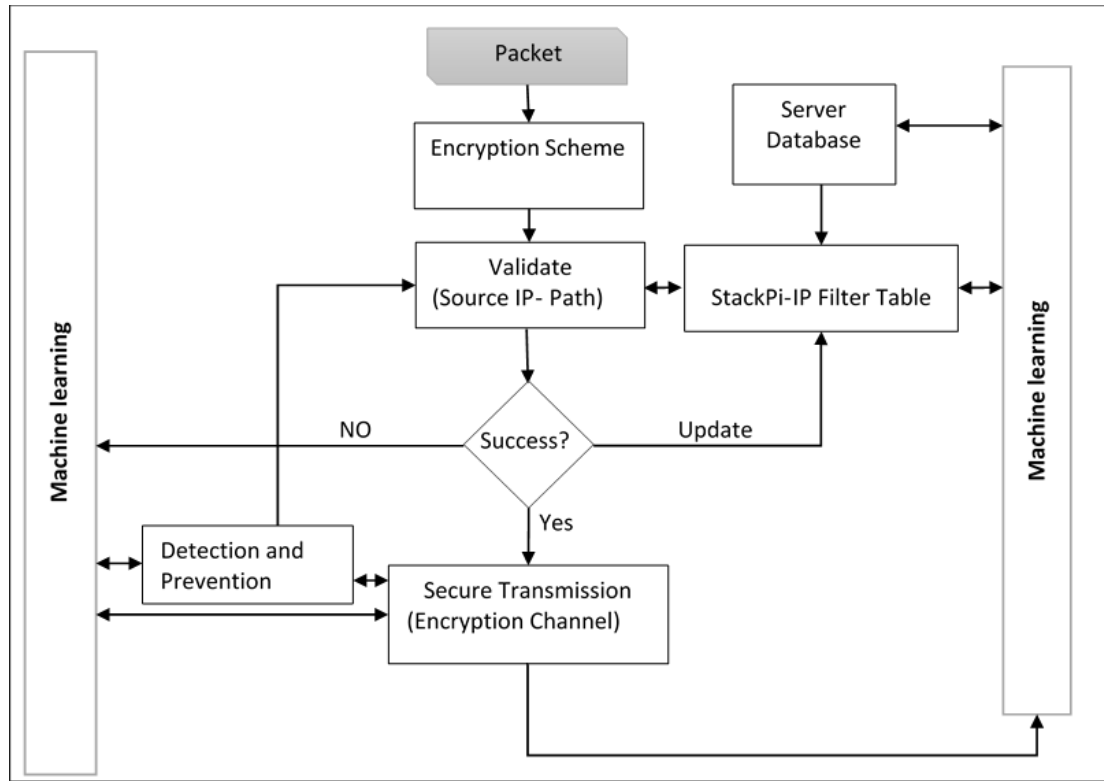 Packet
Server
Database
Encryption Scheme
Validate
(Source IP- Path)
StackPi-IP Filter Table
Machine learning
Machine learning
NO
Success?
Update
Yes
Detection and
Prevention
Secure Transmission
(Encryption Channel)